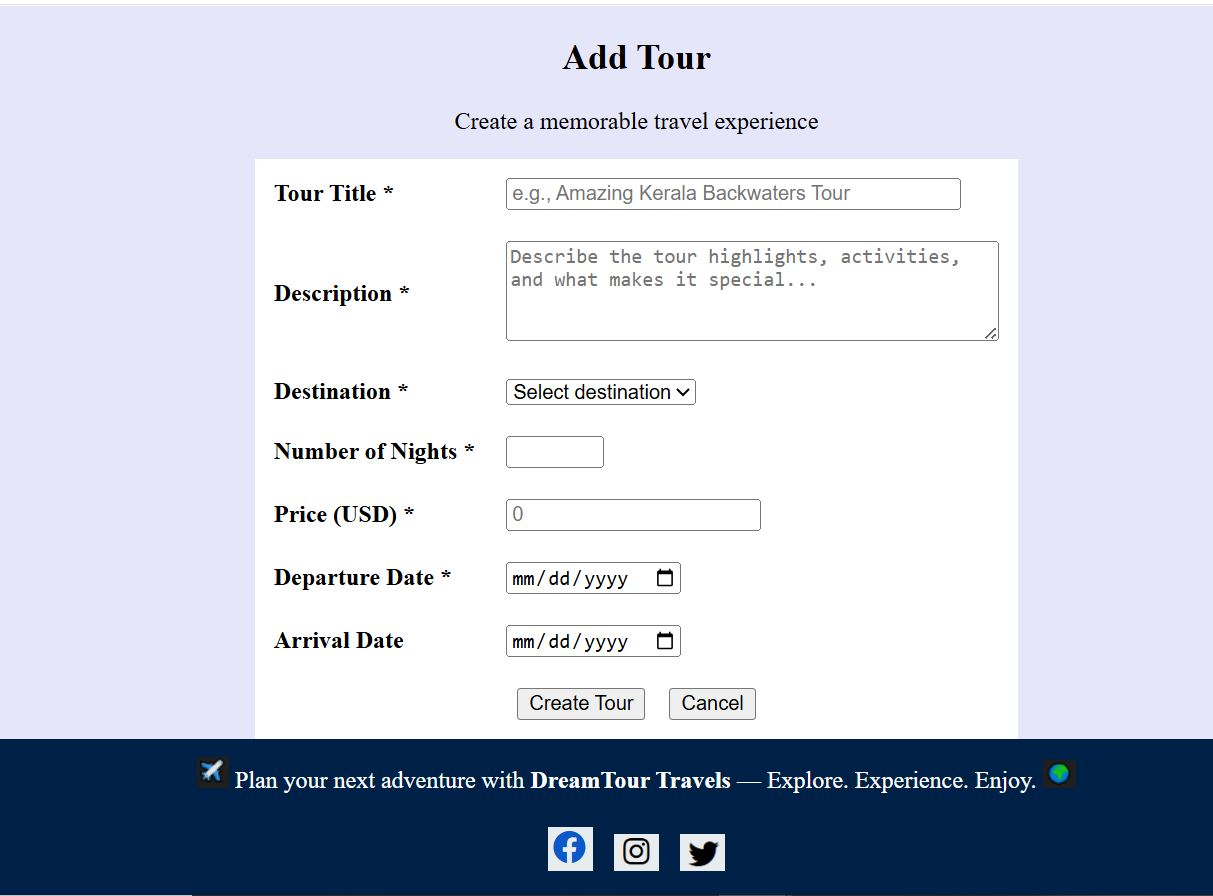 Add Tour
Create a memorable travel experience
Tour Title * e.g., Amazing Kerala Backwaters Tour
Description * Describe the tour highlights, activities,
and what makes it special...
Destination * Select destination
Number of Nights *
Price (USD) * 0
Departure Date * mm/dd/yyyy
Arrival Date mm/dd/yyyy
Create Tour Cancel
Plan your next adventure with DreamTour Travels — Explore. Experience. Enjoy.